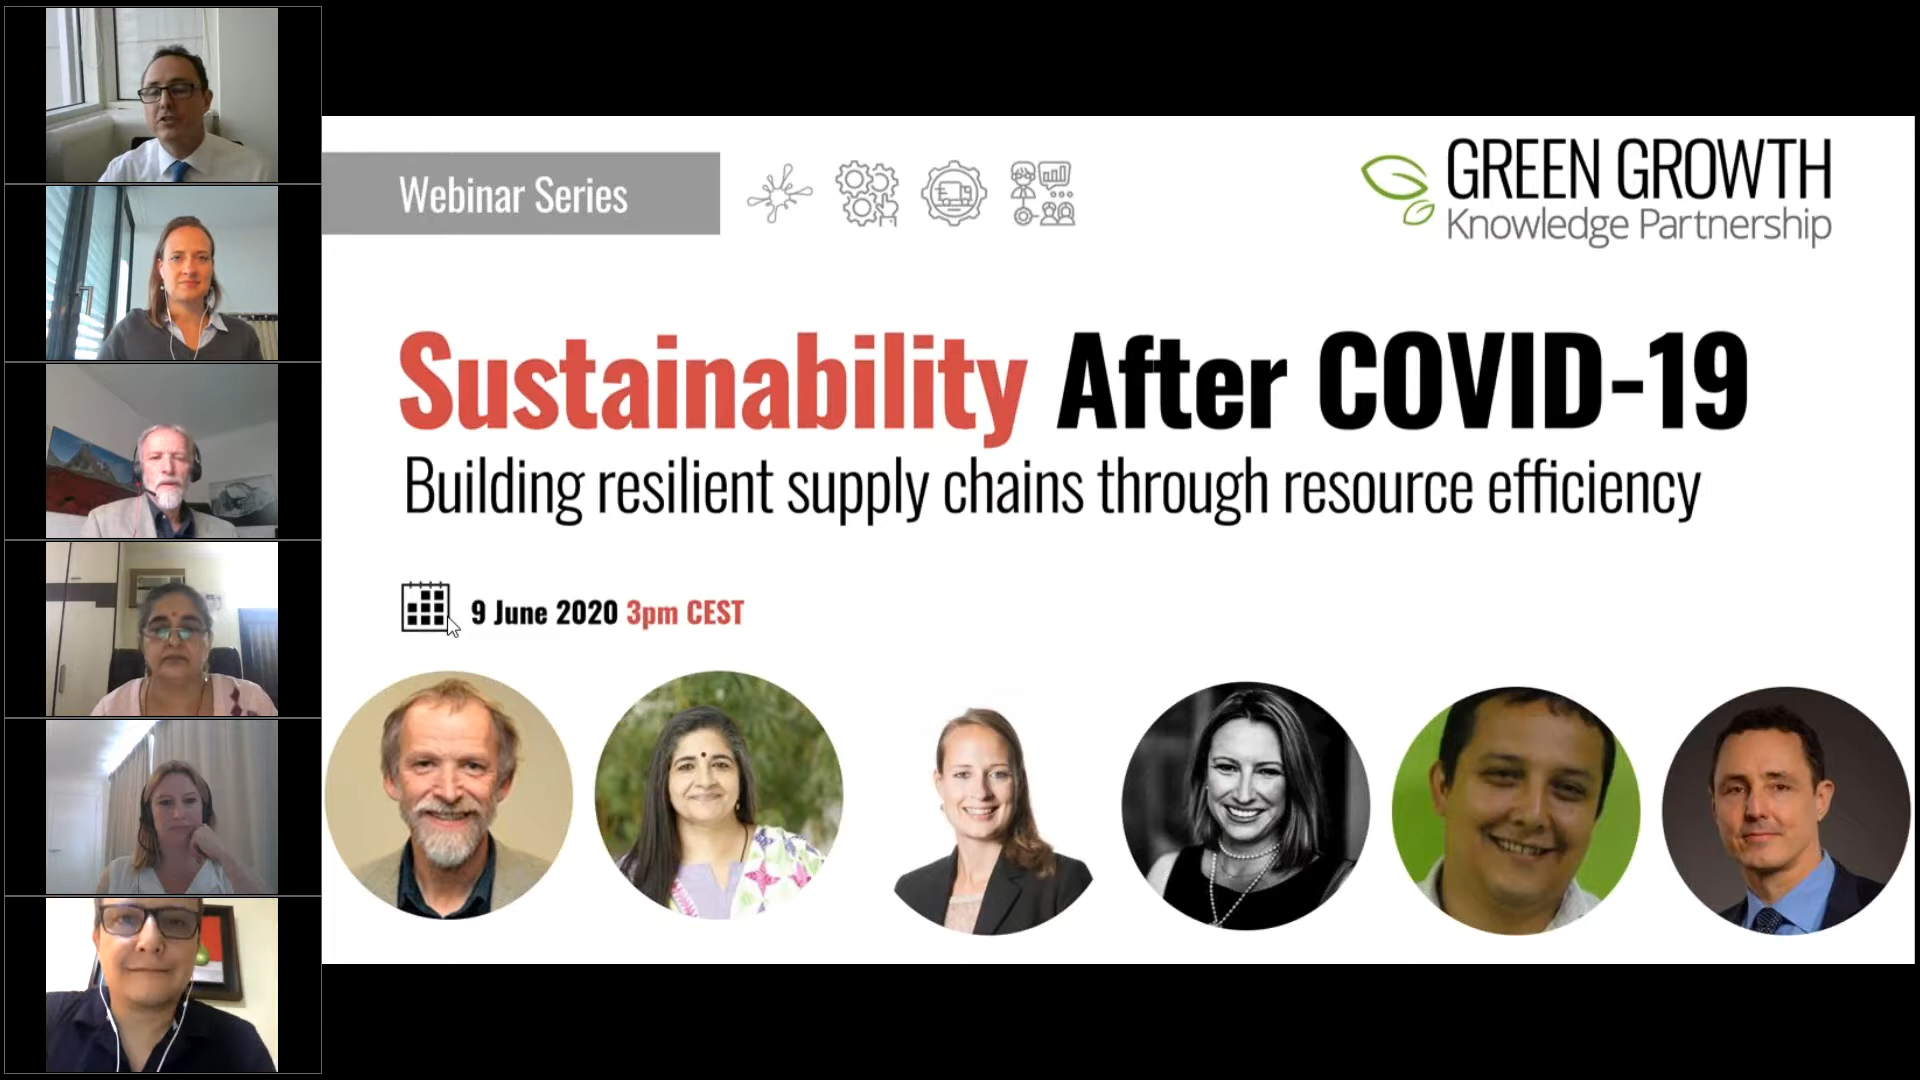 Webinar Series
GREEN GROWTH
Knowledge Partnership
Sustainability After COVID-19
Building resilient supply chains through resource efficiency
9 June 2020 3pm CEST